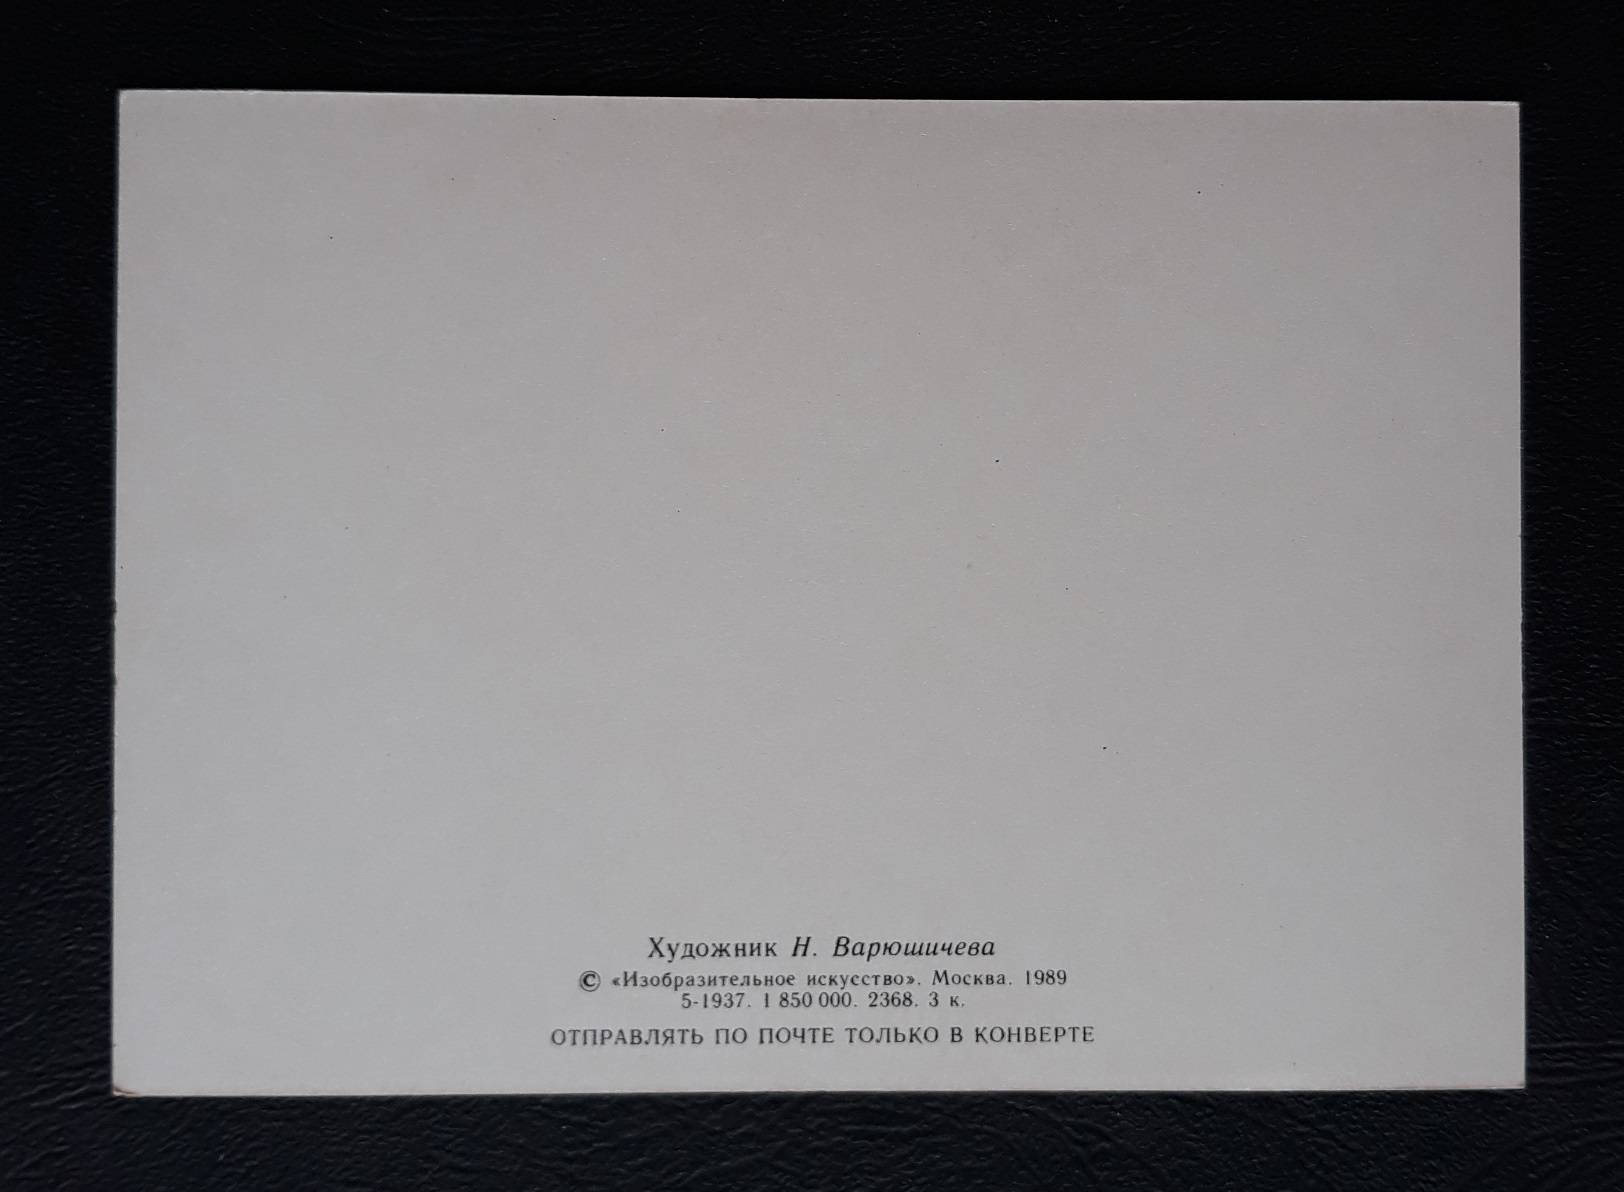 Художник Н. Варюшичева
© «Изобразительное искусство». Москва. 1989
5-1937. 1 850 000. 2368. 3 к.
ОТПРАВЛЯТЬ ПО ПОЧТЕ ТОЛЬКО В КОНВЕРТЕ